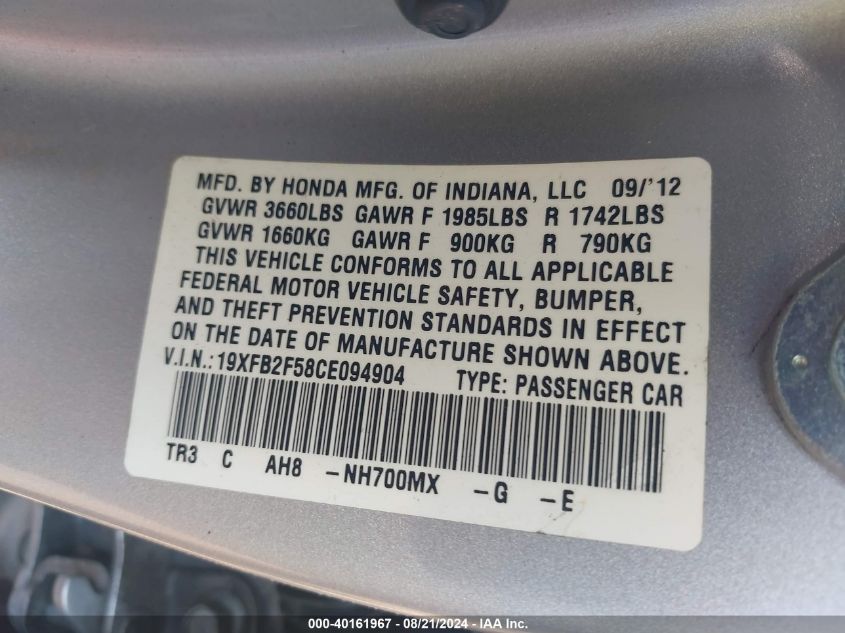 MFD. BY HONDA MFG. OF INDIANA, LLC 09/'12
GVWR 3660LBS GAWR F 1985LBS R 1742LBS
GVWR 1660KG GAWR F 900KG R 790KG
THIS VEHICLE CONFORMS TO ALL APPLICABLE
FEDERAL MOTOR VEHICLE SAFETY, BUMPER,
AND THEFT PREVENTION STANDARDS IN EFFECT
ON THE DATE OF MANUFACTURE SHOWN ABOVE.
V.I.N.:19XFB2F58CE094904 TYPE: PASSENGER CAR
TR3 C AH8 -NH700MX -G -E
000-40161967 - 08/21/2024 - IAA Inc.